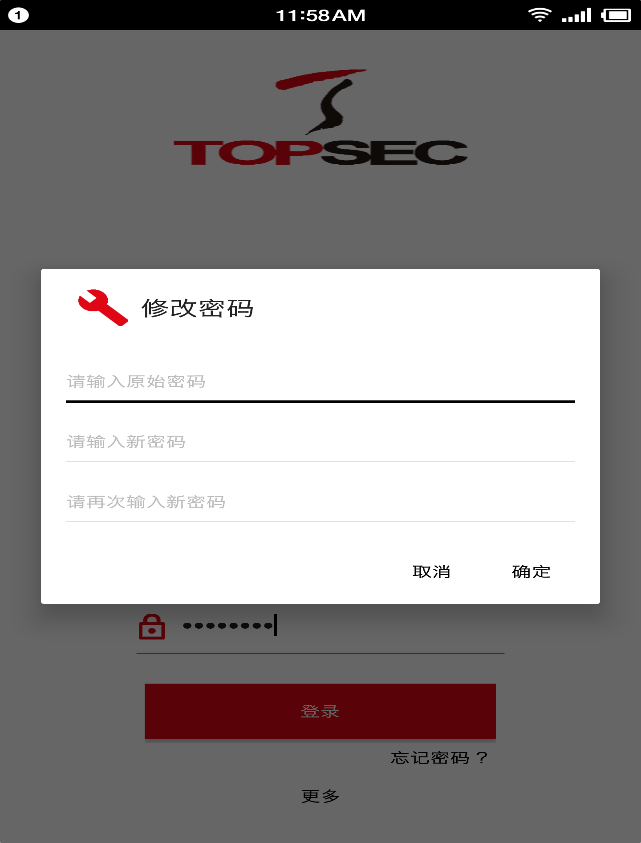 1 11:58AM
TOPSEC
修改密码
请输入原始密码
请输入新密码
请再次输入新密码
取消 确定
••••••••
登录
忘记密码？
更多